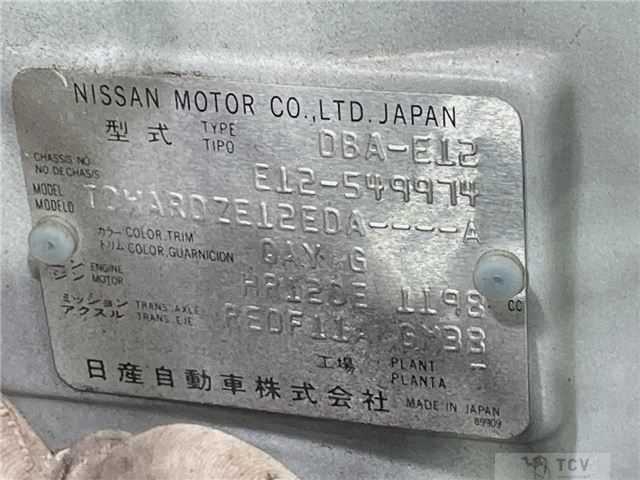 NISSAN MOTOR CO., LTD. JAPAN
型式 TYPE TIPO DBA-E12
CHASSIS NO. NO.DE CHASIS E12-549974
MODEL MODELO ZE12EDA----A
カラー トリム COLOR,TRIM COLOR,GUARNICION G
ENGINE MOTOR HR12DE 1198 CC
ミッション アクスル TRANS.AXLE TRANS.EJE GM38
工場 PLANT PLANTA -
日産自動車株式会社 MADE IN JAPAN
89909
TCV